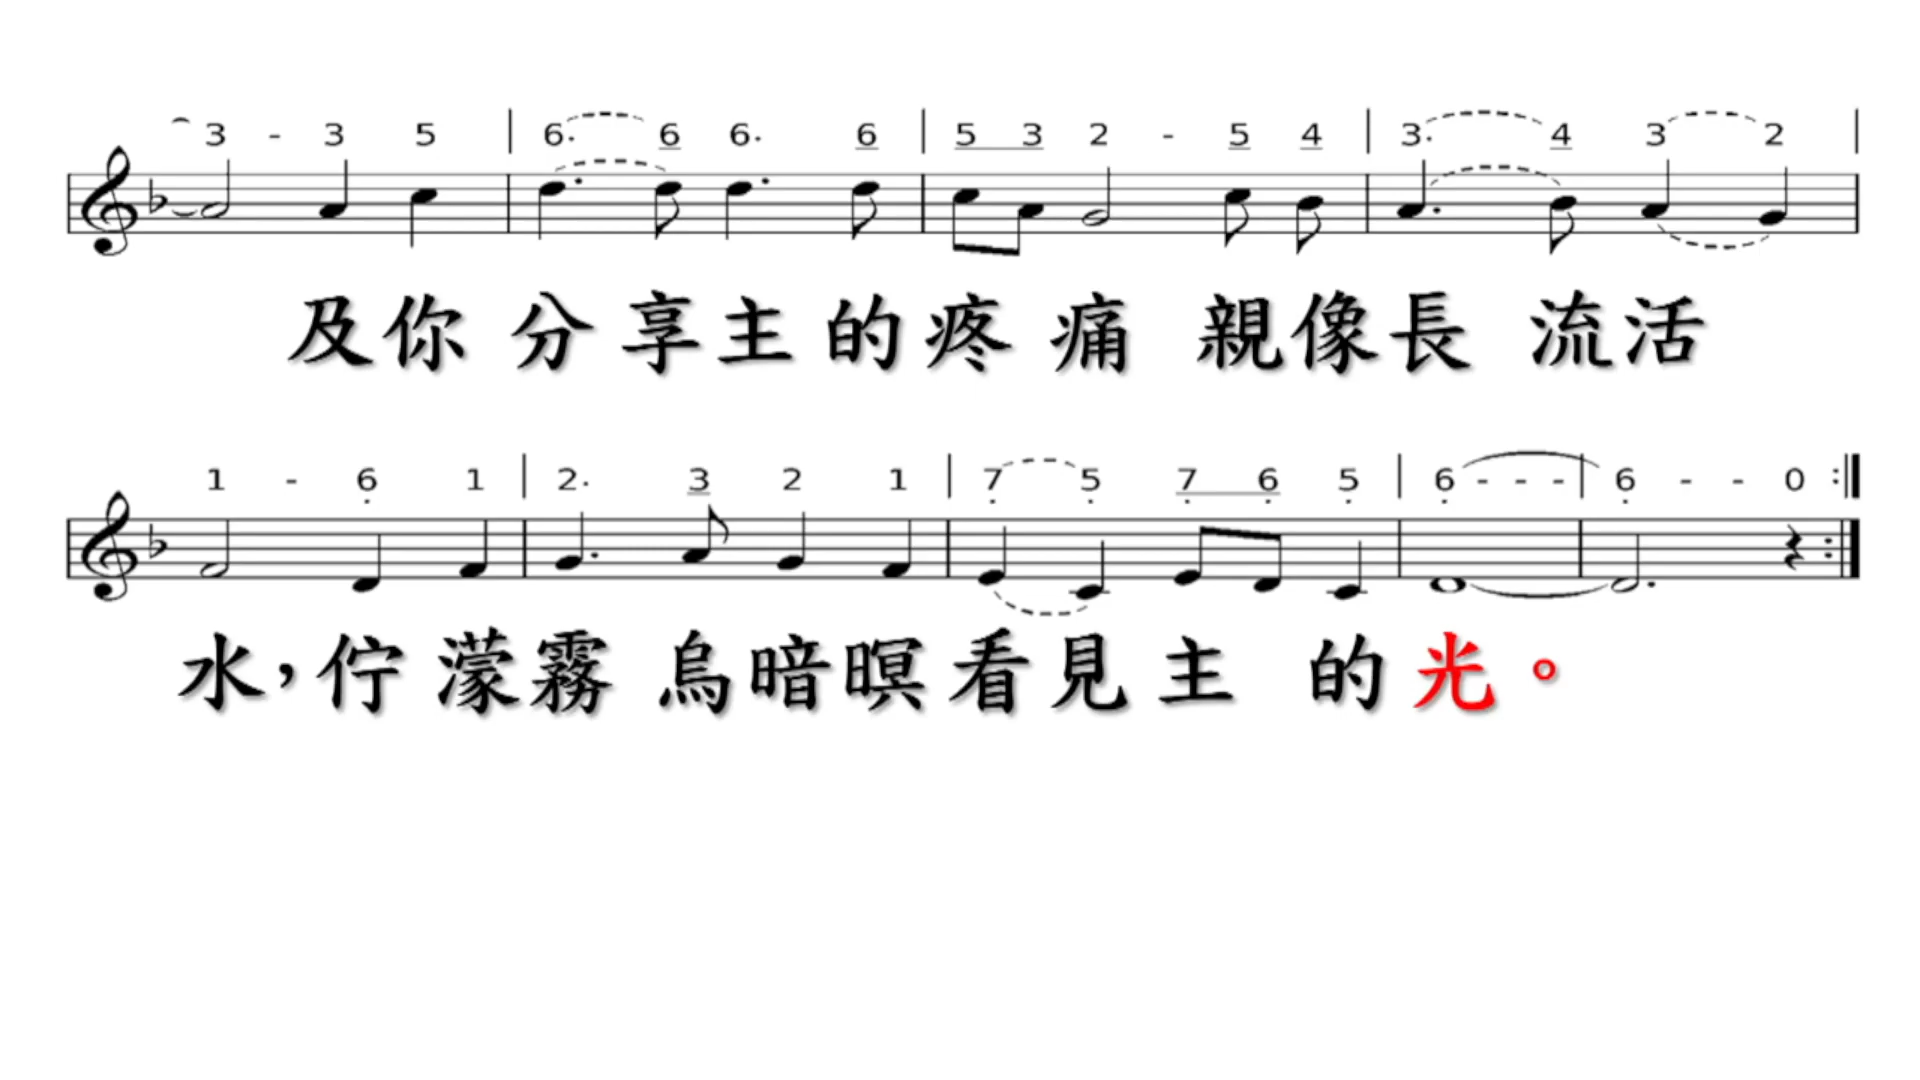 3 - 3 5 | 6. 6 6. 6 | 5 3 2 - 5 4 | 3. 4 3 2 |
及你分享主的疼痛 親像長流活
1 - 6 1 | 2. 3 2 1 | 7 5 7 6 5 | 6 - - - | 6 - - 0 :||
水，佇濛霧烏暗暝看見主的光。